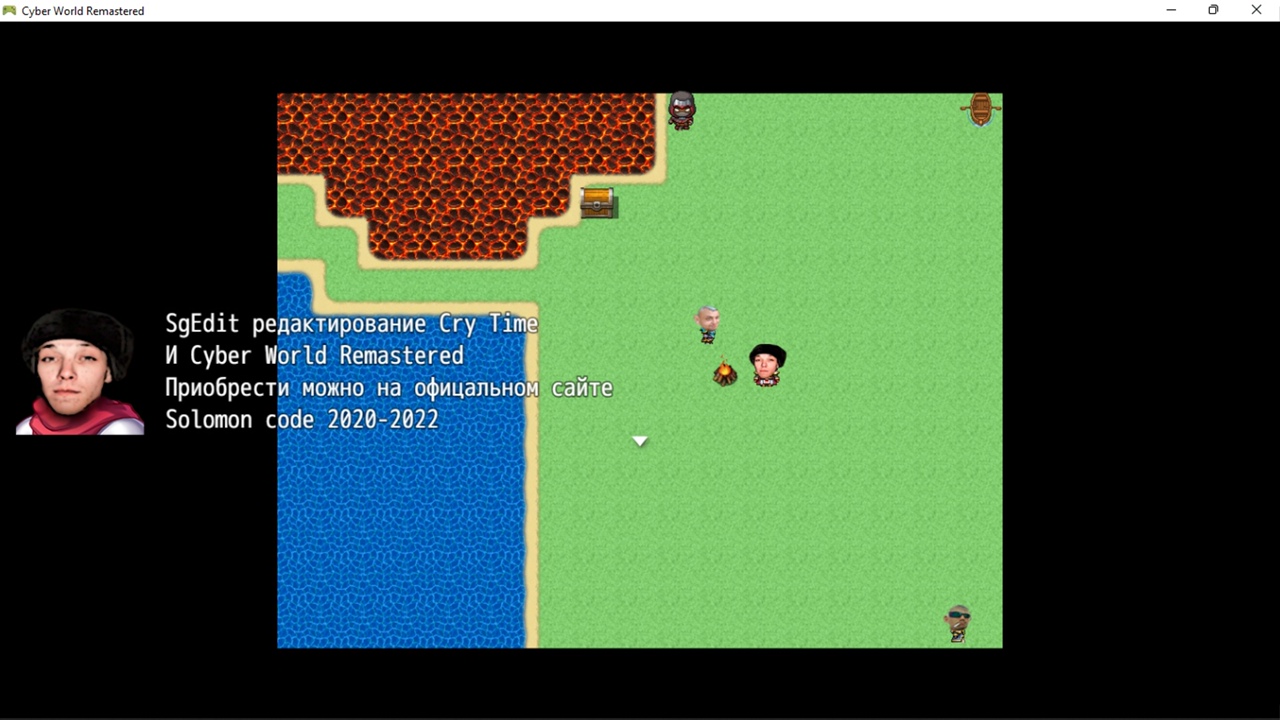 Cyber World Remastered
SgEdit редактирование Cry Time
И Cyber World Remastered
Приобрести можно на офицальном сайте
Solomon code 2020-2022